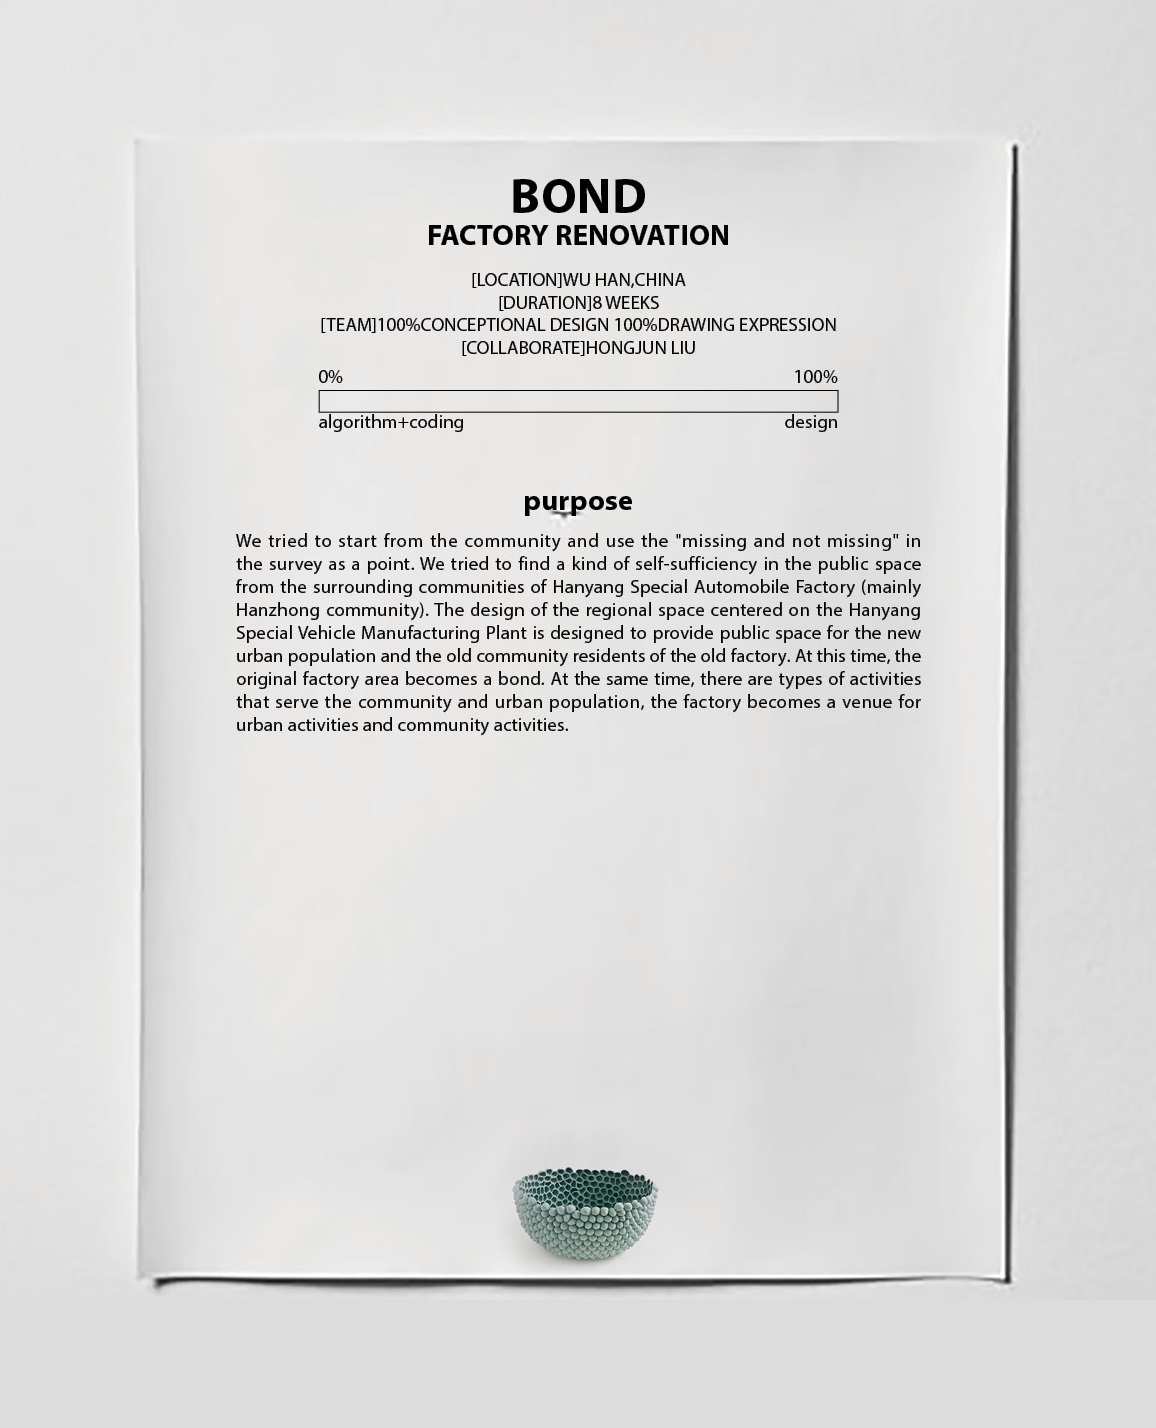 BOND
FACTORY RENOVATION
[LOCATION]WU HAN,CHINA
[DURATION]8 WEEKS
[TEAM]100%CONCEPTIONAL DESIGN 100%DRAWING EXPRESSION
[COLLABORATE]HONGJUN LIU
0% 100%
algorithm+coding design
purpose
We tried to start from the community and use the "missing and not missing" in
the survey as a point. We tried to find a kind of self-sufficiency in the public space
from the surrounding communities of Hanyang Special Automobile Factory (mainly
Hanzhong community). The design of the regional space centered on the Hanyang
Special Vehicle Manufacturing Plant is designed to provide public space for the new
urban population and the old community residents of the old factory. At this time, the
original factory area becomes a bond. At the same time, there are types of activities
that serve the community and urban population, the factory becomes a venue for
urban activities and community activities.